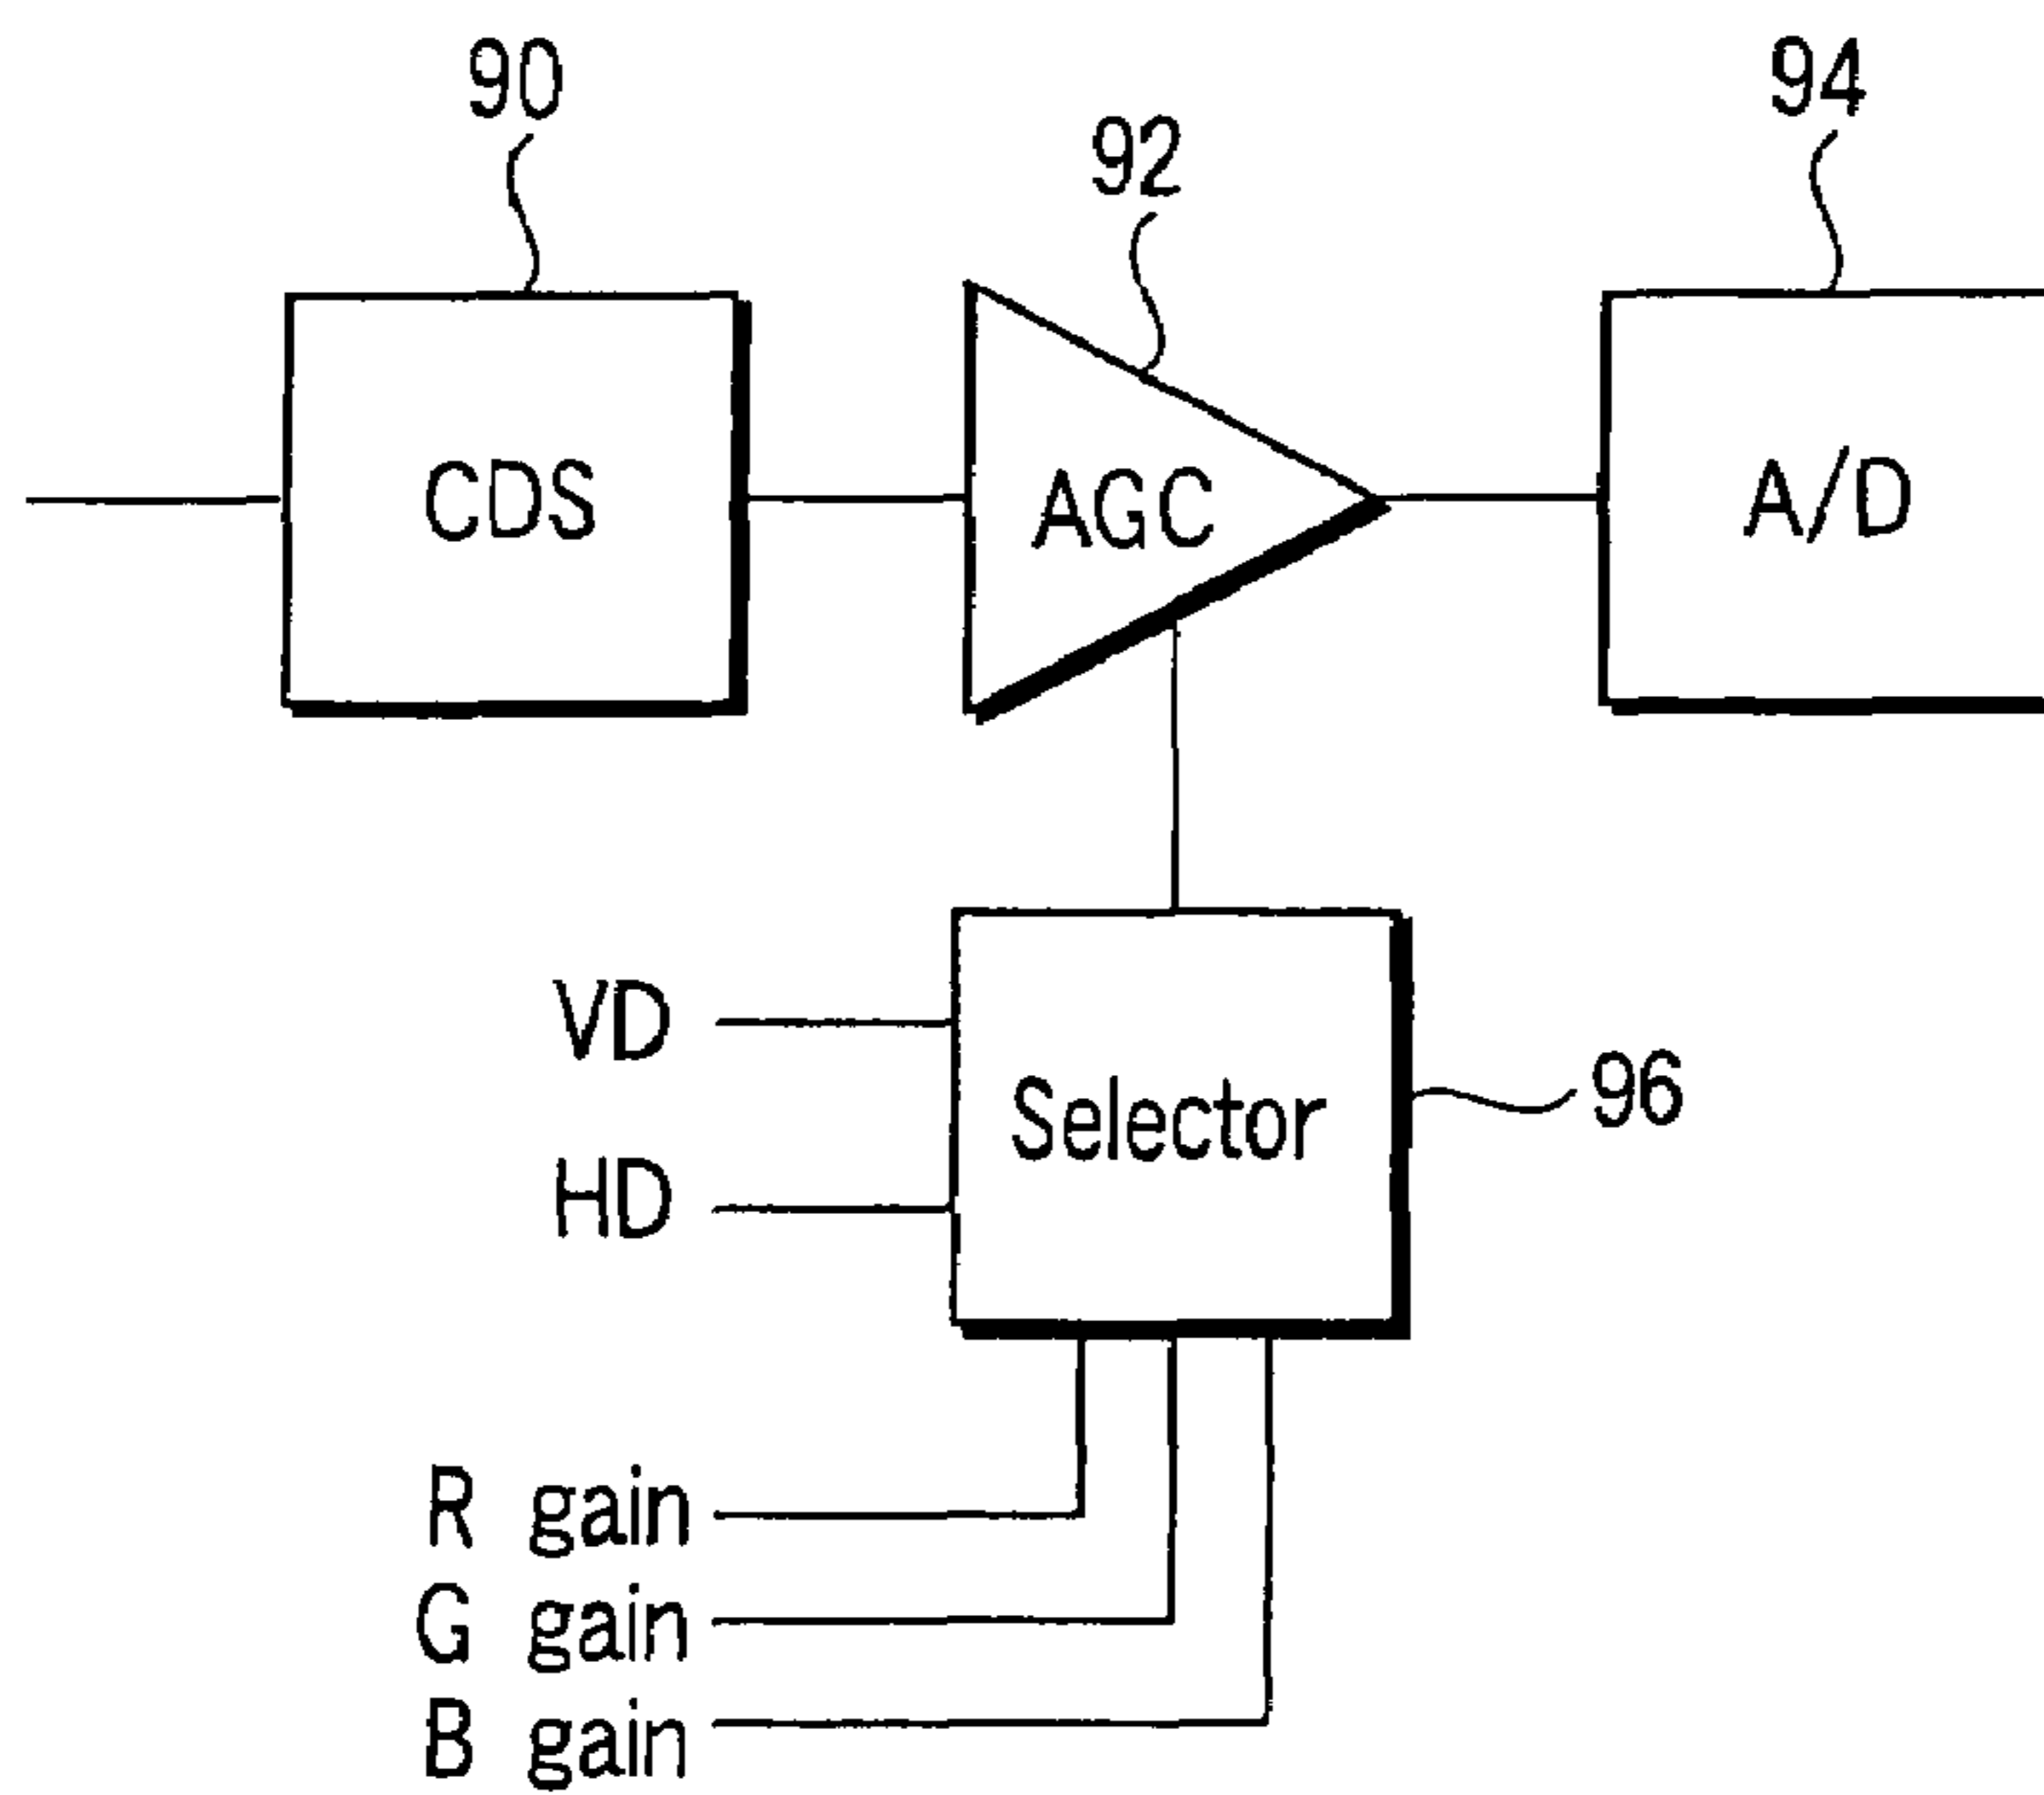 90
92
94
CDS
AGC
A/D
VD
Selector
96
HD
R gain
G gain
B gain